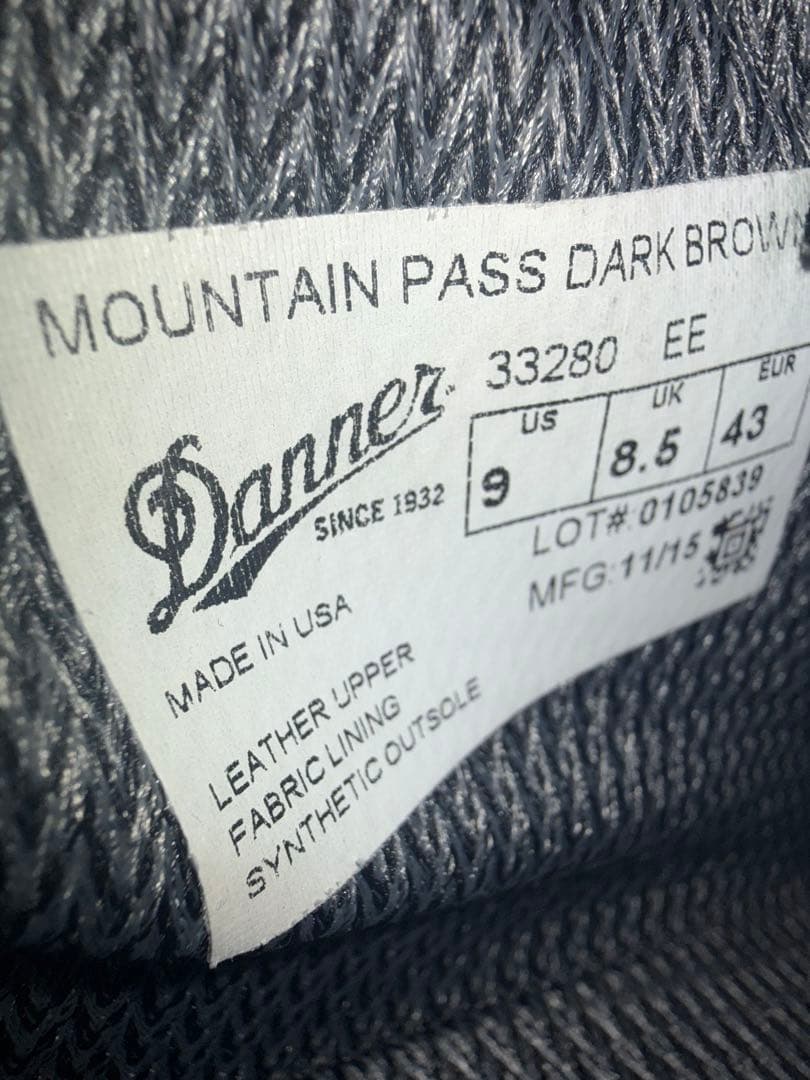 MOUNTAIN PASS DARK BROWN
33280 EE
Danner
SINCE 1932
US UK EUR
9 8.5 43
LOT#:0105839
MFG:11/15
MADE IN USA
LEATHER UPPER
FABRIC LINING
SYNTHETIC OUTSOLE